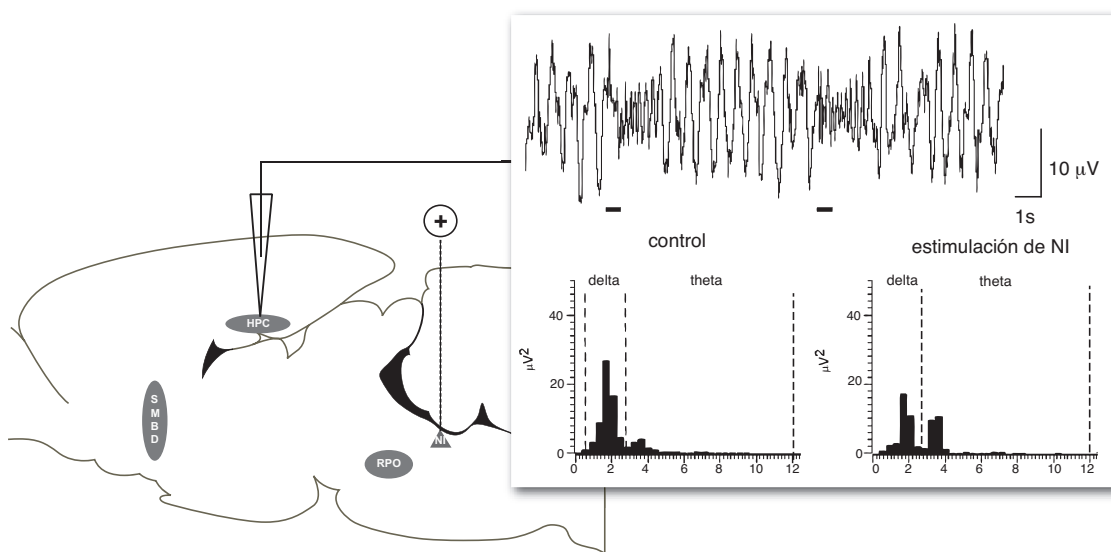 10 μV
1s
control
estimulación de NI
delta
theta
delta
theta
μV²
40
20
0
0 2 4 6 8 10 12
μV²
40
20
0
0 2 4 6 8 10 12
+
HPC
S
M
B
D
NI
RPO